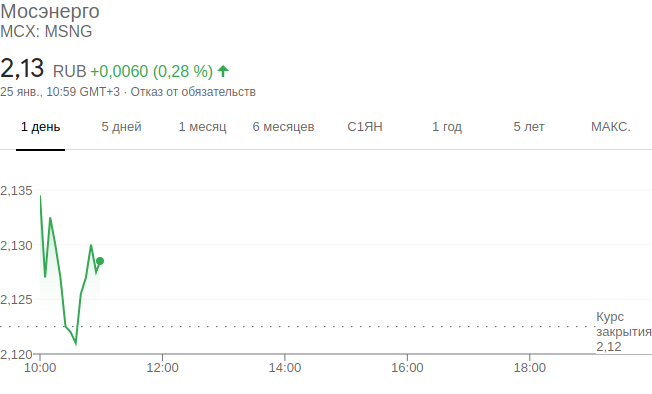 Мосэнерго
MCX: MSNG
2,13 RUB +0,0060 (0,28 %)
25 янв., 10:59 GMT+3 · Отказ от обязательств
1 день 5 дней 1 месяц 6 месяцев С1ЯН 1 год 5 лет МАКС.
2,135
2,130
2,125
Курс
закрытия
2,12
2,120
10:00 12:00 14:00 16:00 18:00